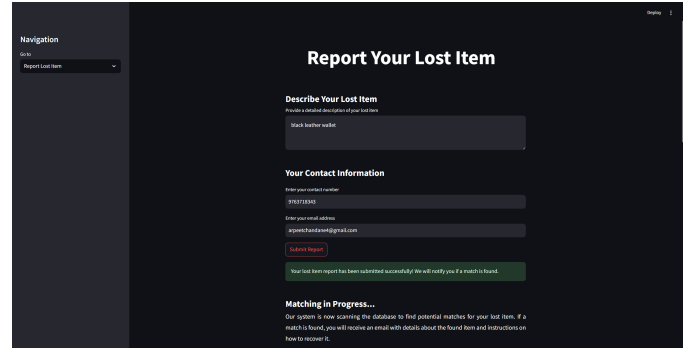 Deploy
Navigation
Go to
Report Lost Item
Report Your Lost Item
Describe Your Lost Item
Provide a detailed description of your lost item
black leather wallet
Your Contact Information
Enter your contact number
9763718343
Enter your email address
arpeetchandane4@gmail.com
Submit Report
Your lost item report has been submitted successfully! We will notify you if a match is found.
Matching in Progress...
Our system is now scanning the database to find potential matches for your lost item. If a
match is found, you will receive an email with details about the found item and instructions on
how to recover it.